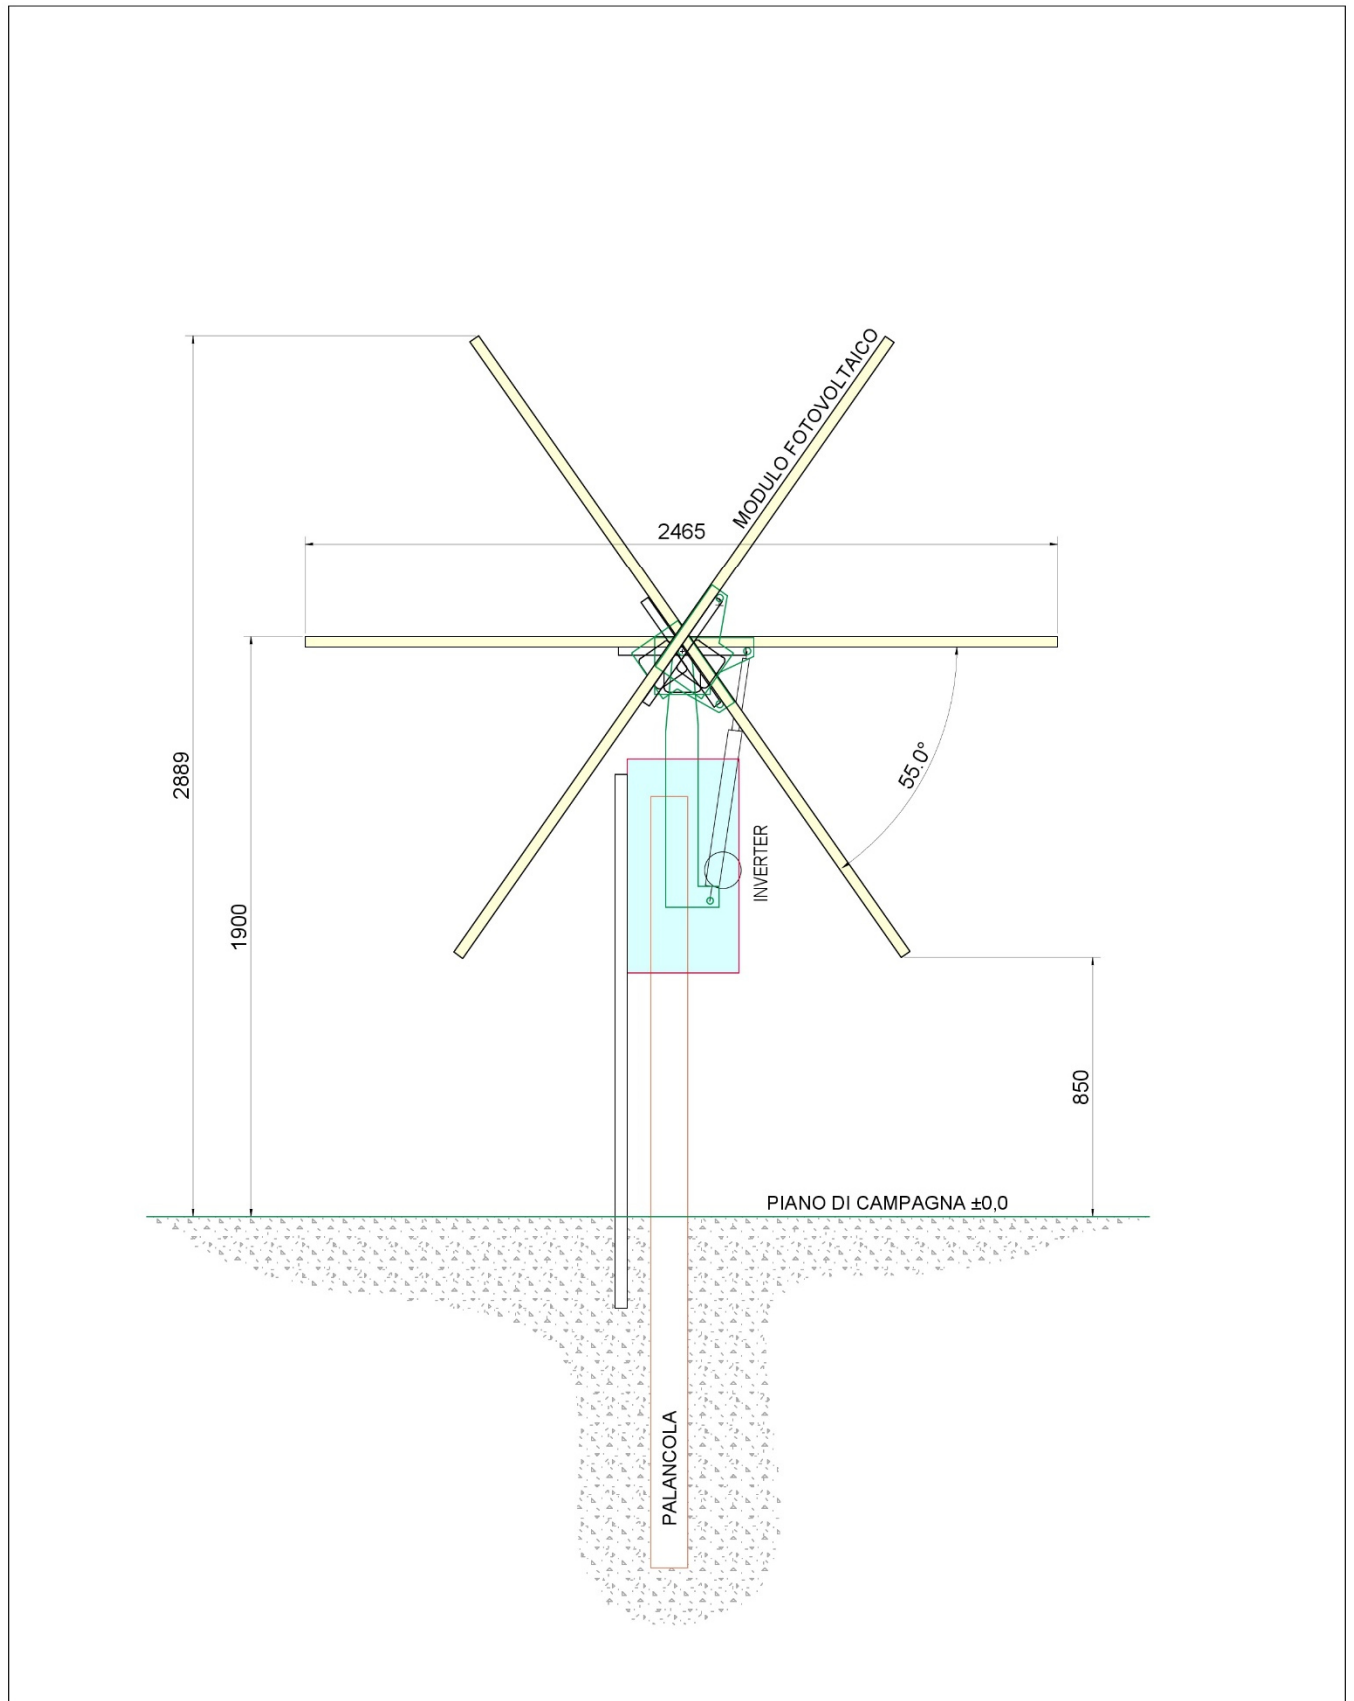 MODULO FOTOVOLTAICO
2465
2889
55.0°
INVERTER
1900
850
PIANO DI CAMPAGNA ±0,0
PALANCOLA